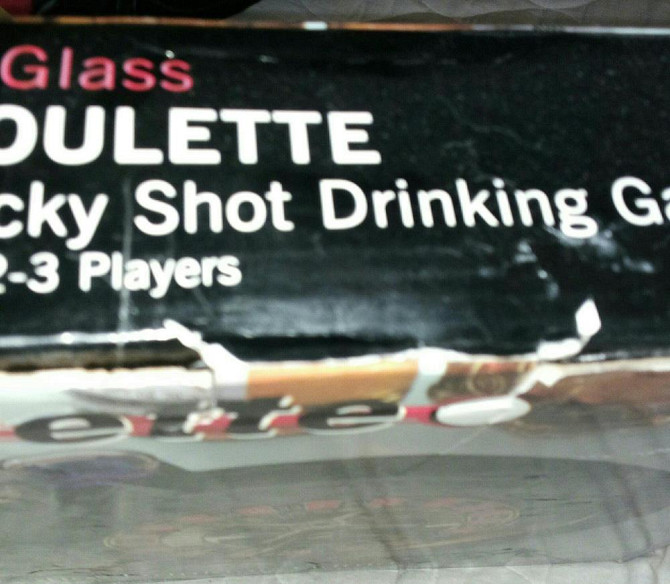 Glass
OULETTE
cky Shot Drinking Ga
2-3 Players